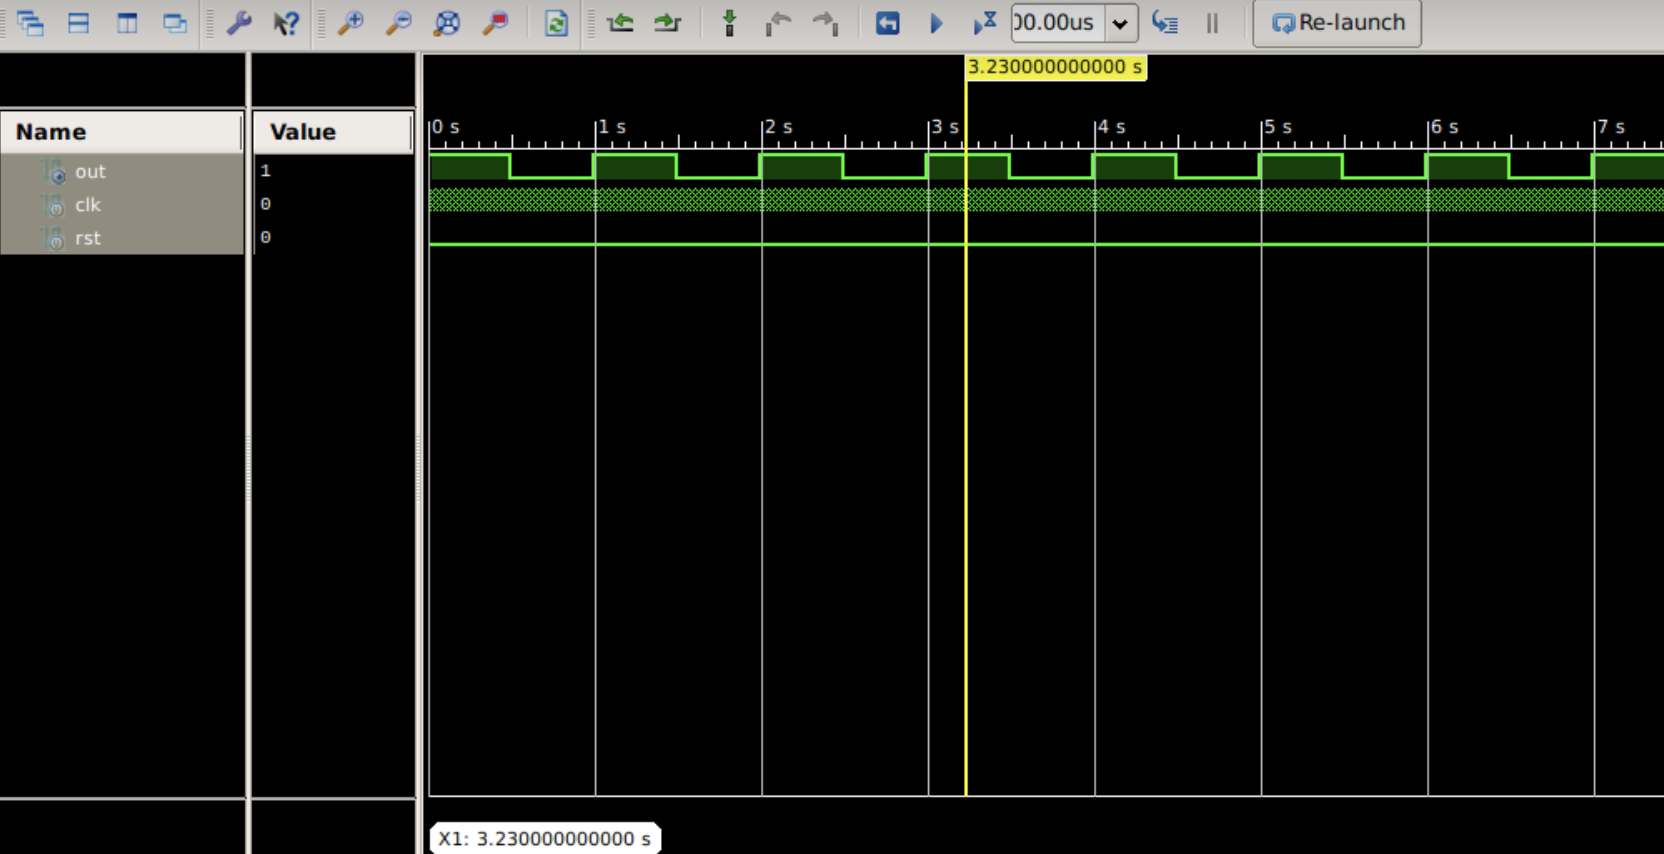 00.00us
Re-launch
3.230000000000 s
Name
Value
0 s
1 s
2 s
3 s
4 s
5 s
6 s
7 s
out
1
clk
0
rst
0
X1: 3.230000000000 s